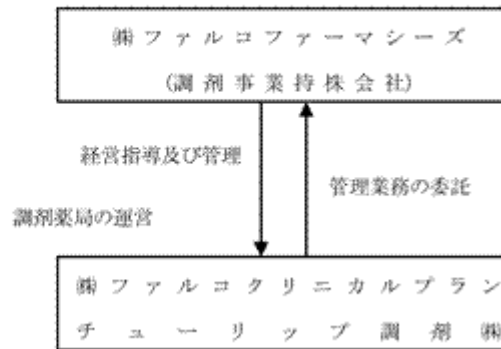 ㈱ファルコファーマシーズ
(調剤事業持株会社)
経営指導及び管理
管理業務の委託
調剤薬局の運営
㈱ファルコクリニカルプラン
チューリップ調剤㈱